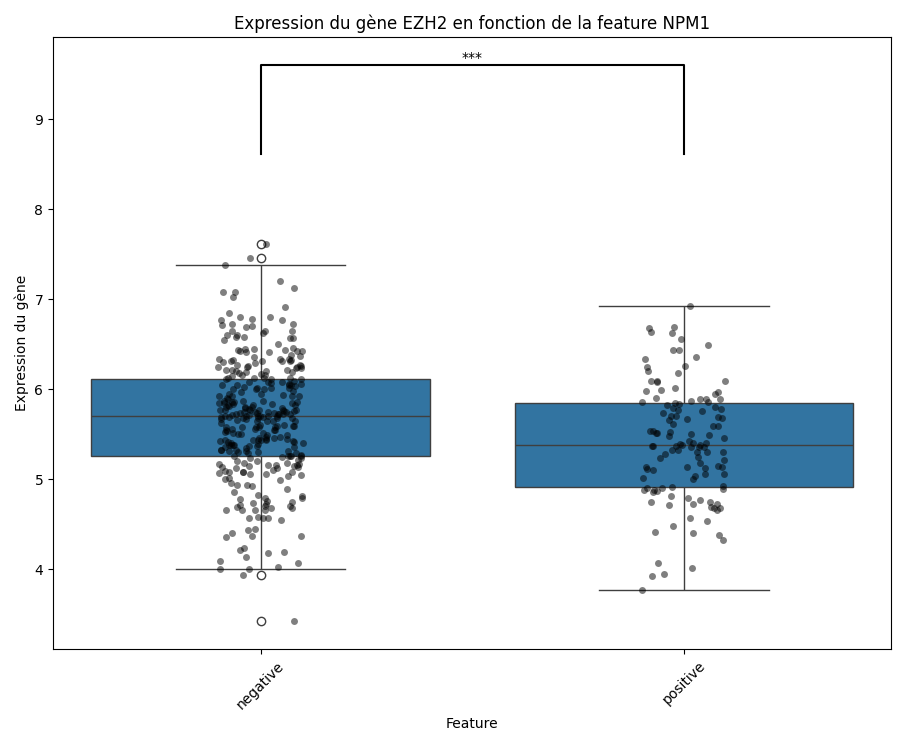 Expression du gène EZH2 en fonction de la feature NPM1
***
9
8
7
6
5
4
Expression du gène
negative
positive
Feature